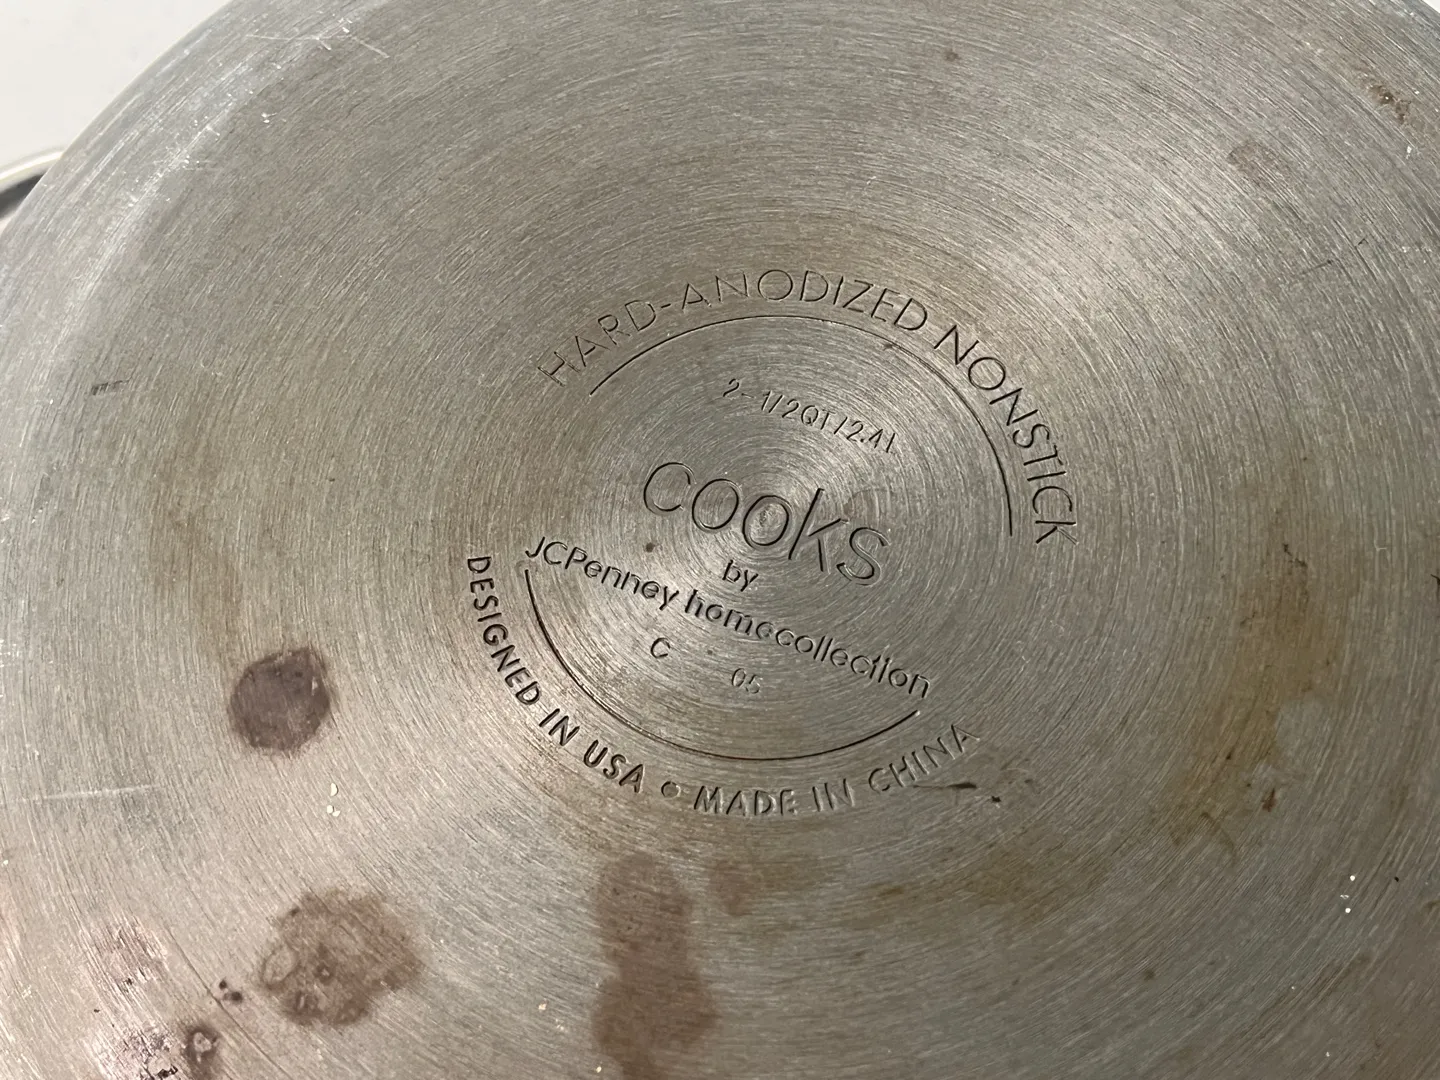 HARD-ANODIZED NONSTICK
2-1/2QT/2.4L
cooks
by
JCPenney homecollection
C 05
DESIGNED IN USA • MADE IN CHINA